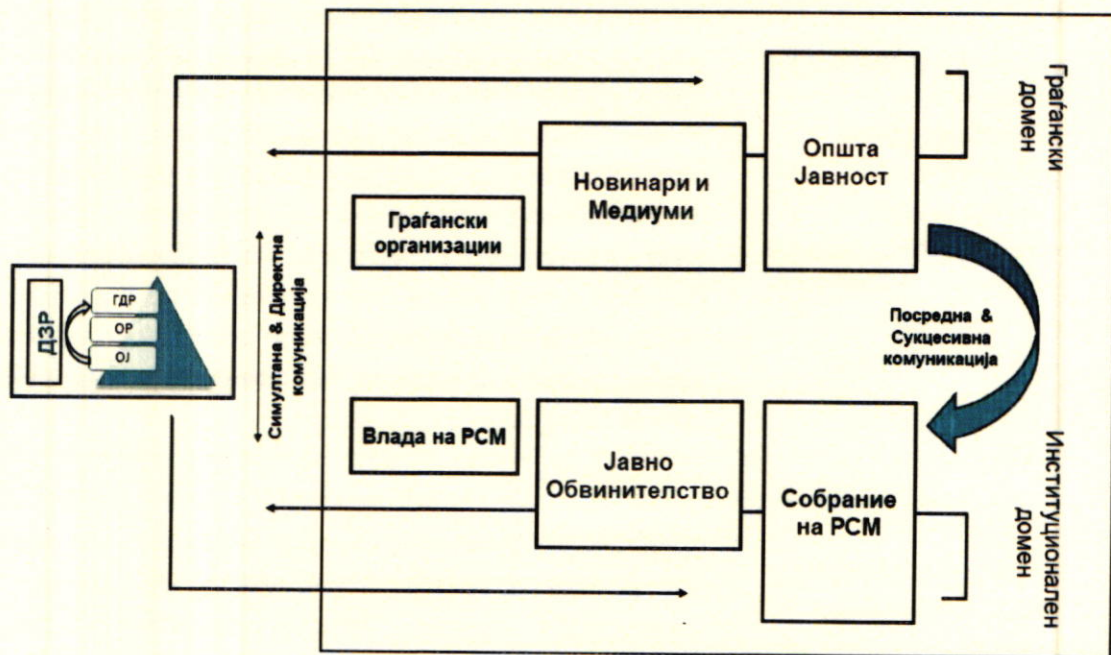 ДЗР
ГДР
ОР
ОЈ
Симултана & Директна
комуникација
Граѓански
организации
Новинари и
Медиуми
Општа
Јавност
Граѓански
домен
Посредна &
Сукцесивна
комуникација
Влада на РСМ
Јавно
Обвинителство
Собрание
на РСМ
Институционален
домен